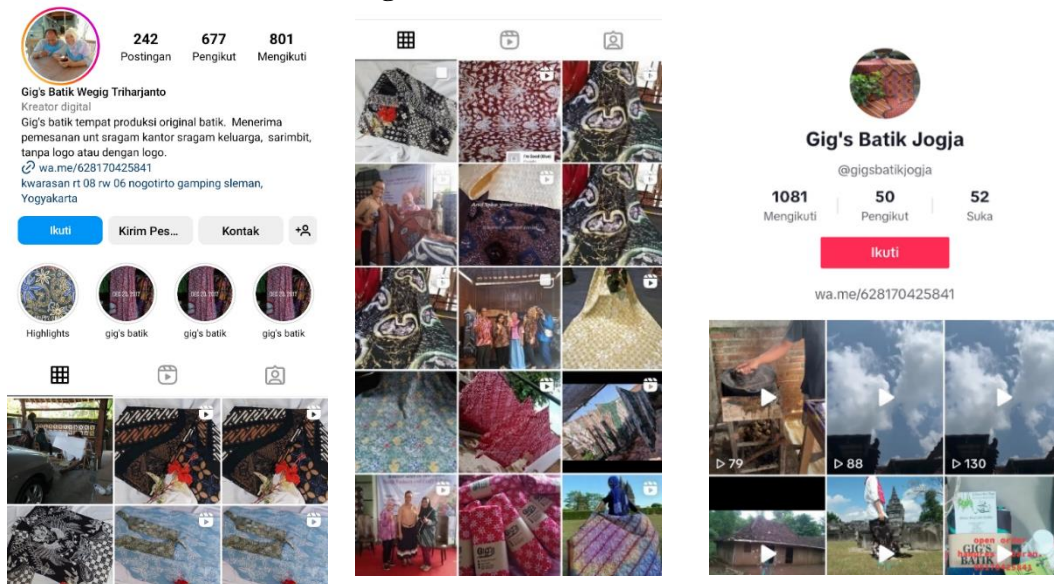 242 677 801
Postingan Pengikut Mengikuti
Gig's Batik Wegig Triharjanto
Kreator digital
Gig's batik tempat produksi original batik. Menerima
pemesanan unt sragam kantor sragam keluarga, sarimbit,
tanpa logo atau dengan logo.
wa.me/628170425841
kwarasan rt 08 rw 06 nogotirto gamping sleman,
Yogyakarta
Ikuti Kirim Pes... Kontak
Highlights gig's batik gig's batik gig's batik
Gig's Batik Jogja
@gigsbatikjogja
1081 50 52
Mengikuti Pengikut Suka
Ikuti
wa.me/628170425841
79 88 130
open order
GIG'S
BATIK